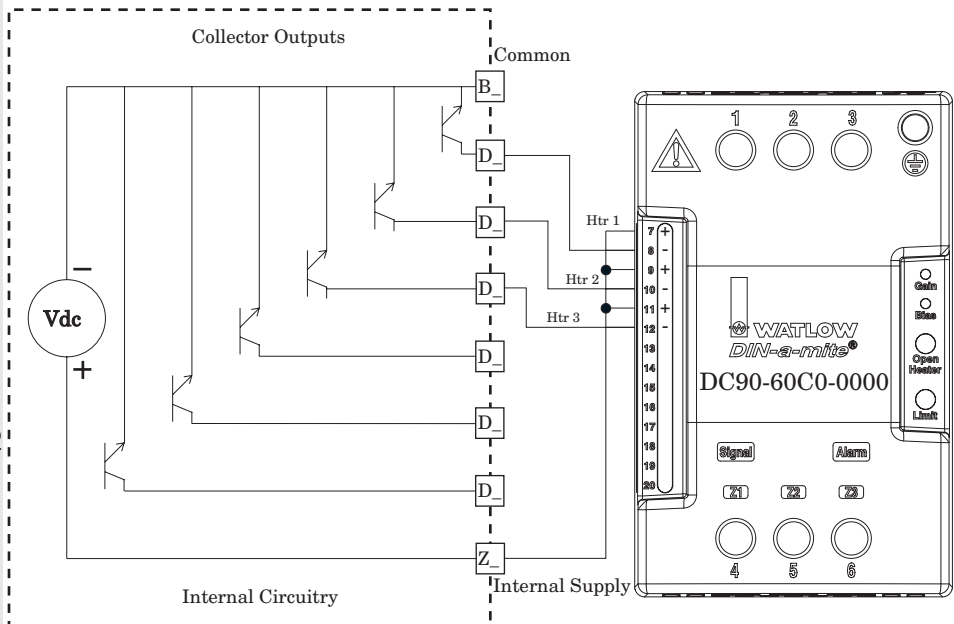 Collector Outputs
Common
B_
D_
D_
D_
D_
D_
D_
Z_
Vdc
−
+
Internal Circuitry
Internal Supply
Htr 1
Htr 2
Htr 3
1 2 3
7 +
8 -
9 +
10 -
11 +
12 -
13
14
15
16
17
18
19
20
WATLOW
DIN-a-mite®
DC90-60C0-0000
Gain
Bias
Open
Heater
Limit
Signal Alarm
Z1 Z2 Z3
4 5 6